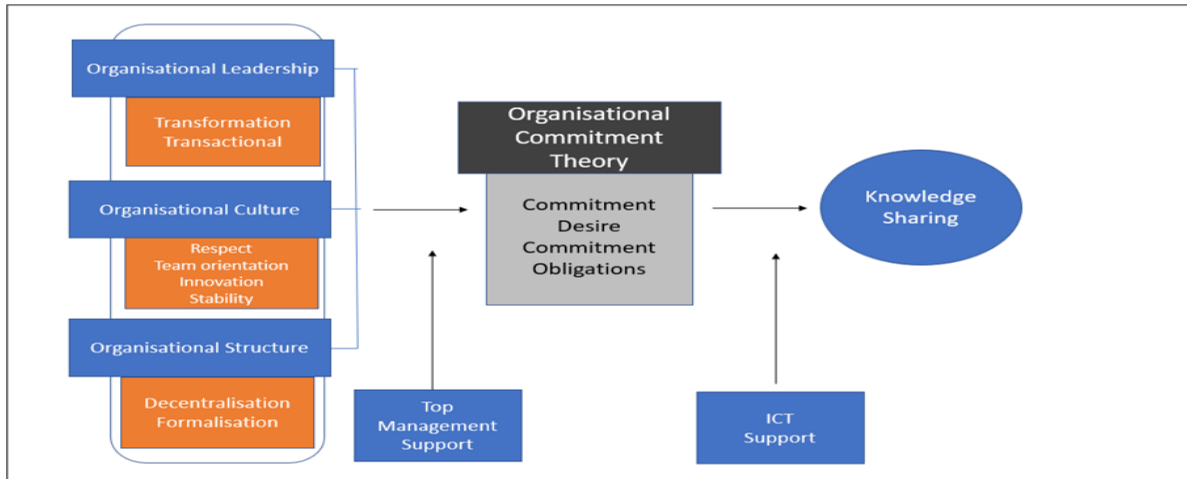 Organisational Leadership
Transformation
Transactional
Organisational Culture
Respect
Team orientation
Innovation
Stability
Organisational Structure
Decentralisation
Formalisation
Organisational
Commitment
Theory
Commitment
Desire
Commitment
Obligations
Top
Management
Support
Knowledge
Sharing
ICT
Support